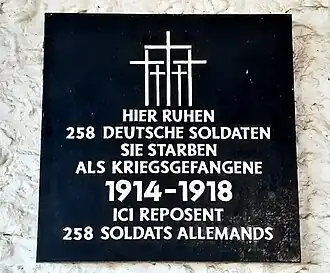 HIER RUHEN
258 DEUTSCHE SOLDATEN
SIE STARBEN
ALS KRIEGSGEFANGENE
1914-1918
ICI REPOSENT
258 SOLDATS ALLEMANDS